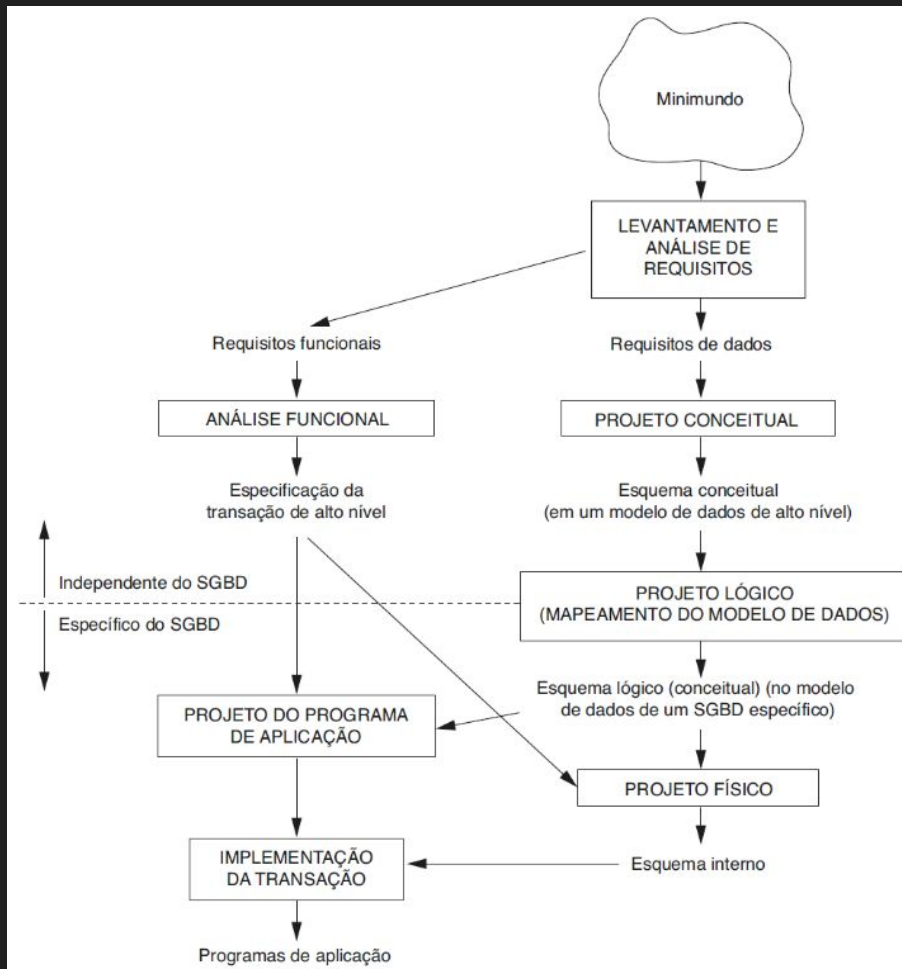 Minimundo
LEVANTAMENTO E
ANÁLISE DE
REQUISITOS
Requisitos funcionais
Requisitos de dados
ANÁLISE FUNCIONAL
PROJETO CONCEITUAL
Especificação da
transação de alto nível
Esquema conceitual
(em um modelo de dados de alto nível)
Independente do SGBD
Específico do SGBD
PROJETO LÓGICO
(MAPEAMENTO DO MODELO DE DADOS)
Esquema lógico (conceitual) (no modelo
de dados de um SGBD específico)
PROJETO DO PROGRAMA
DE APLICAÇÃO
PROJETO FÍSICO
IMPLEMENTAÇÃO
DA TRANSAÇÃO
Esquema interno
Programas de aplicação